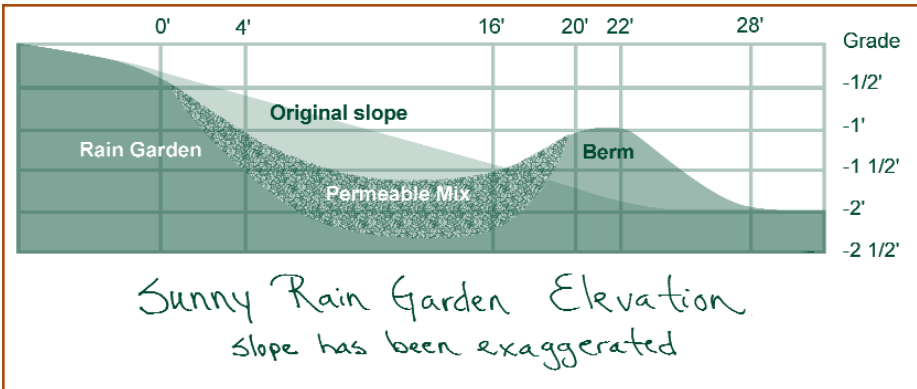 0' 4' 16' 20' 22' 28'
Grade
-1/2'
Original slope
-1'
Rain Garden Berm
-1 1/2'
Permeable Mix
-2'
-2 1/2'
Sunny Rain Garden Elevation
slope has been exaggerated